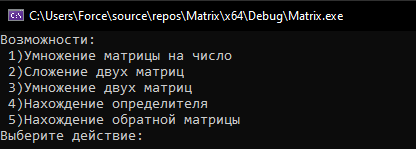 C:\Users\Force\source\repos\Matrix\x64\Debug\Matrix.exe
Возможности:
1)Умножение матрицы на число
2)Сложение двух матриц
3)Умножение двух матриц
4)Нахождение определителя
5)Нахождение обратной матрицы
Выберите действие: